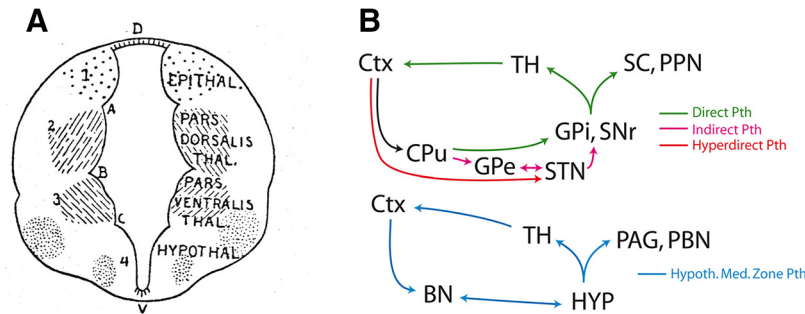 A
D
1
EPITHAL.
A
2
PARS
DORSALIS
THAL.
B
3
PARS
VENTRALIS
THAL.
C
4
HYPOTHAL.
V
B
Ctx
TH
SC, PPN
GPi, SNr
CPu
GPe
STN
Direct Pth
Indirect Pth
Hyperdirect Pth
Ctx
TH
PAG, PBN
BN
HYP
Hypoth. Med. Zone Pth